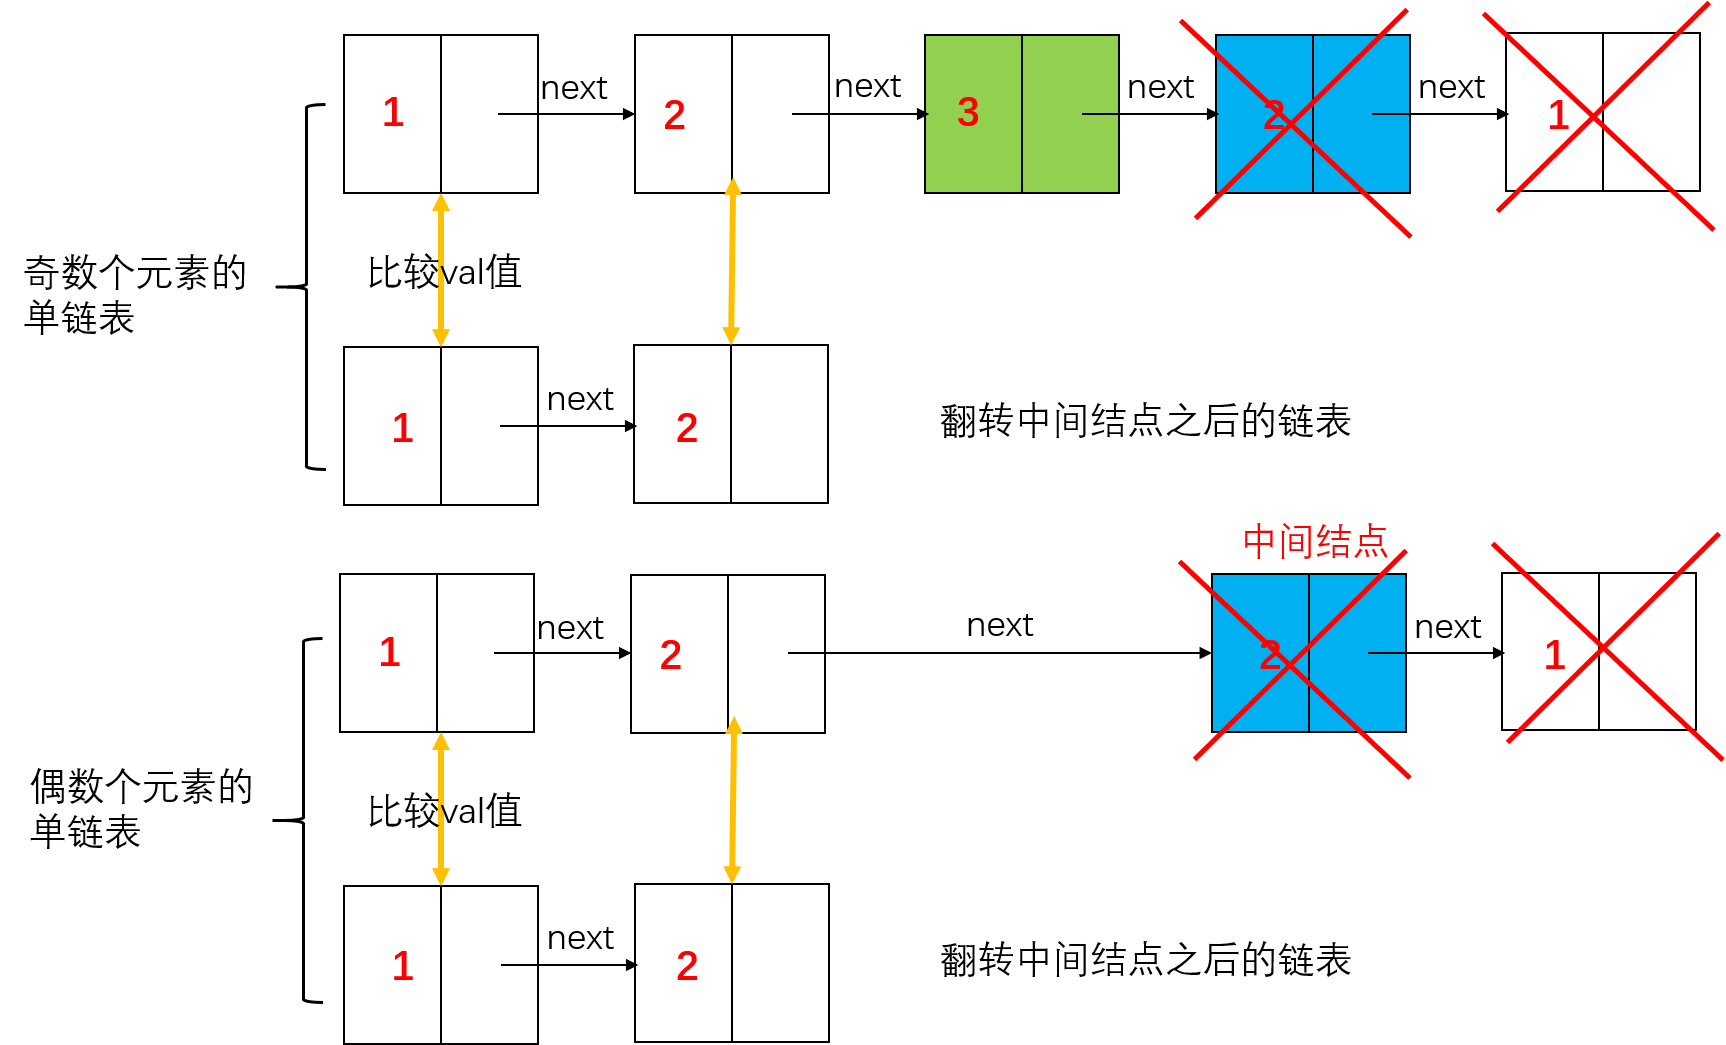 1 next 2 next 3 next 2 next 1
奇数个元素的
单链表
比较val值
1 next 2
翻转中间结点之后的链表
中间结点
1 next 2 next 2 next 1
偶数个元素的
单链表
比较val值
1 next 2
翻转中间结点之后的链表